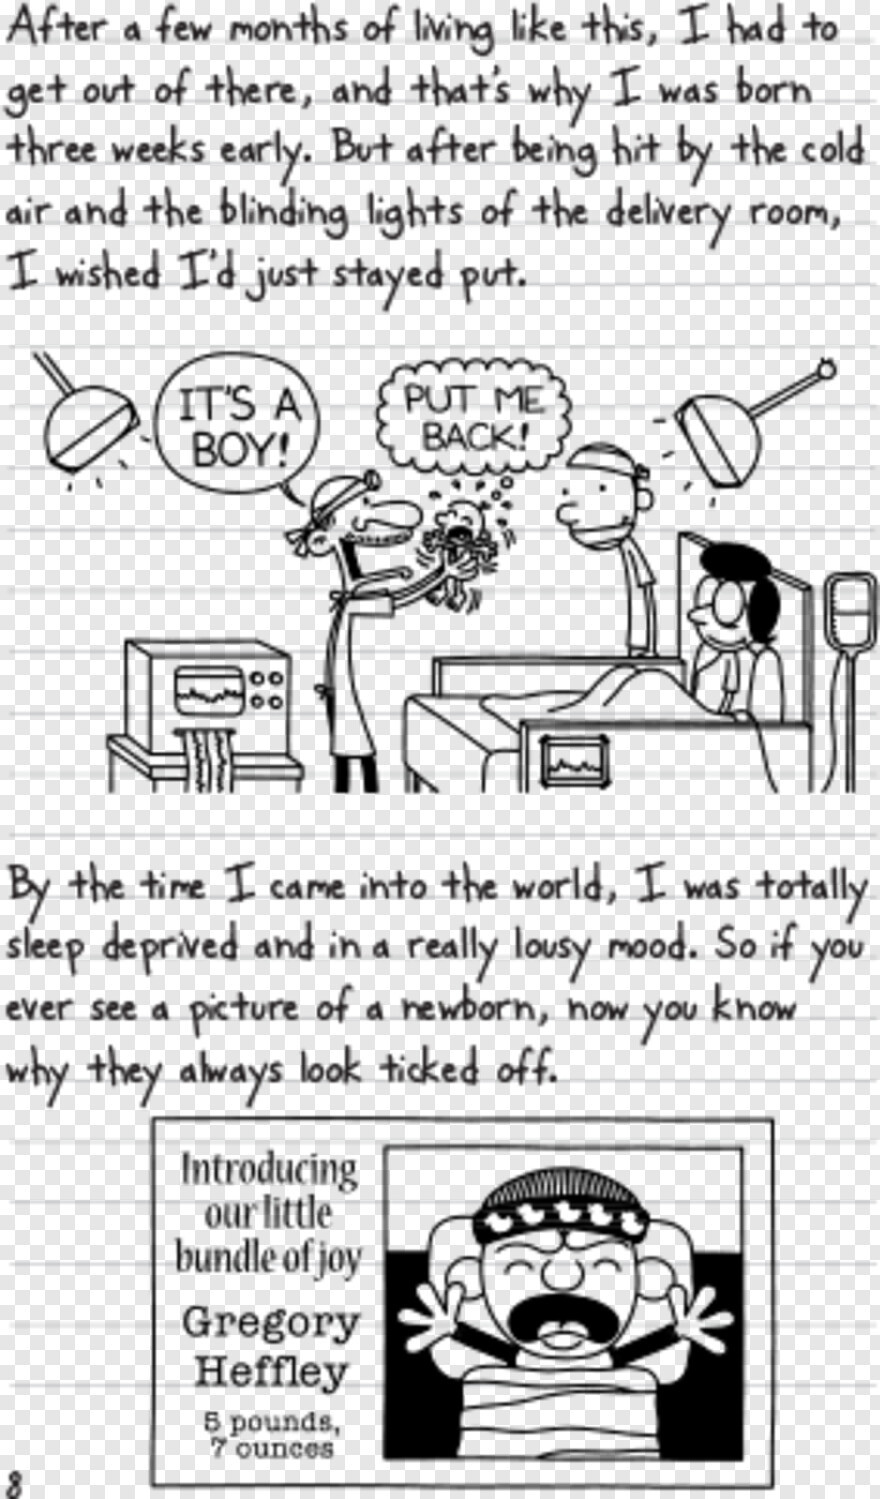 After a few months of living like this, I had to
get out of there, and that's why I was born
three weeks early. But after being hit by the cold
air and the blinding lights of the delivery room,
I wished I'd just stayed put.
IT'S A
BOY!
PUT ME
BACK!
By the time I came into the world, I was totally
sleep deprived and in a really lousy mood. So if you
ever see a picture of a newborn, now you know
why they always look ticked off.
Introducing
our little
bundle of joy
Gregory
Heffley
5 pounds,
7 ounces
8